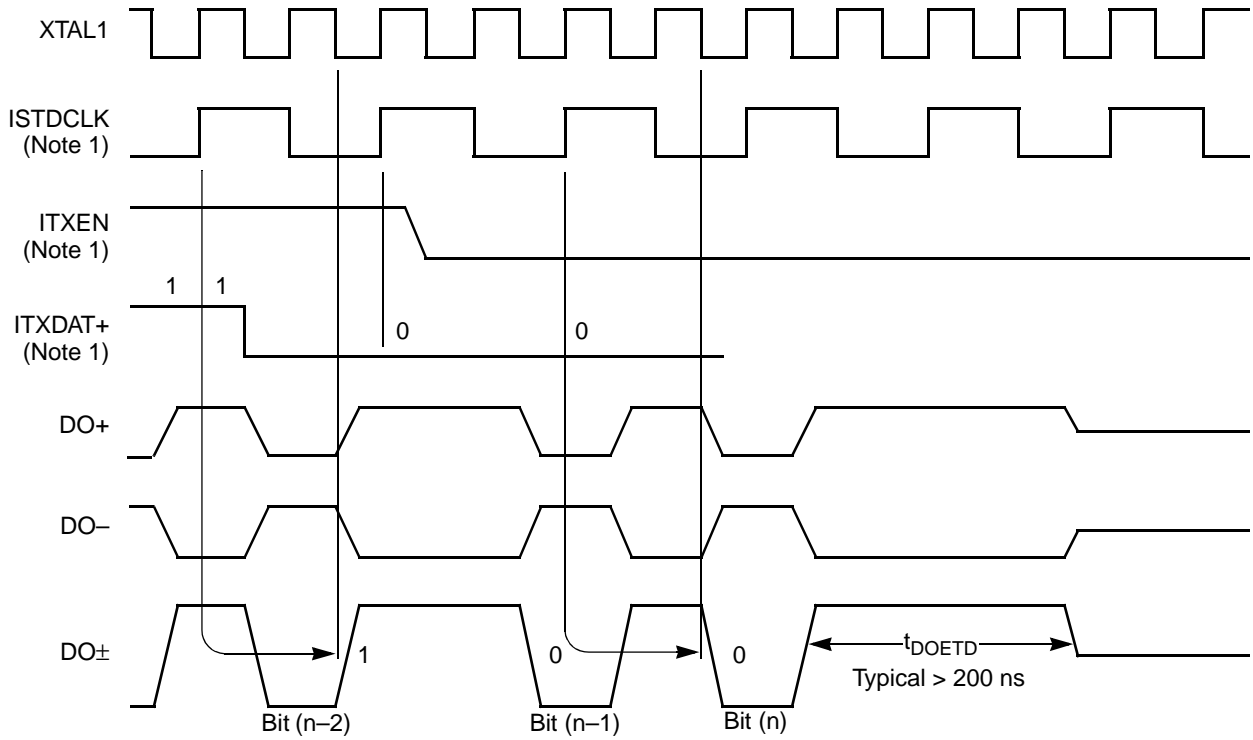 XTAL1
ISTDCLK
(Note 1)
ITXEN
(Note 1)
1 1
ITXDAT+
(Note 1)
0 0
DO+
DO–
DO±
1 0 0
tDOETD
Typical > 200 ns
Bit (n–2) Bit (n–1) Bit (n)